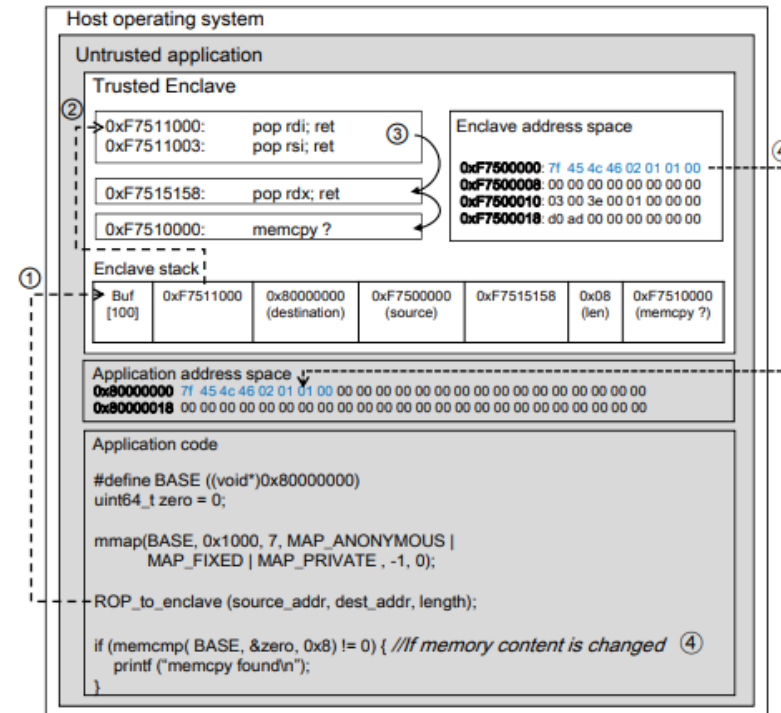 Host operating system
Untrusted application
Trusted Enclave
②
0xF7511000: pop rdi; ret
0xF7511003: pop rsi; ret
③
0xF7515158: pop rdx; ret
0xF7510000: memcpy ?
Enclave address space
④
0xF7500000: 7f 45 4c 46 02 01 01 00
0xF7500008: 00 00 00 00 00 00 00 00
0xF7500010: 03 00 3e 00 01 00 00 00
0xF7500018: d0 ad 00 00 00 00 00 00
Enclave stack
①
Buf [100]
0xF7511000
0x80000000 (destination)
0xF7500000 (source)
0xF7515158
0x08 (len)
0xF7510000 (memcpy ?)
Application address space
0x80000000 7f 45 4c 46 02 01 01 00 00 00 00 00 00 00 00 00 00 00 00 00 00 00 00 00
0x80000018 00 00 00 00 00 00 00 00 00 00 00 00 00 00 00 00 00 00 00 00 00 00 00 00
Application code
#define BASE ((void*)0x80000000)
uint64_t zero = 0;
mmap(BASE, 0x1000, 7, MAP_ANONYMOUS |
MAP_FIXED | MAP_PRIVATE , -1, 0);
ROP_to_enclave (source_addr, dest_addr, length);
if (memcmp( BASE, &zero, 0x8) != 0) { //If memory content is changed ④
printf ("memcpy found\n");
}